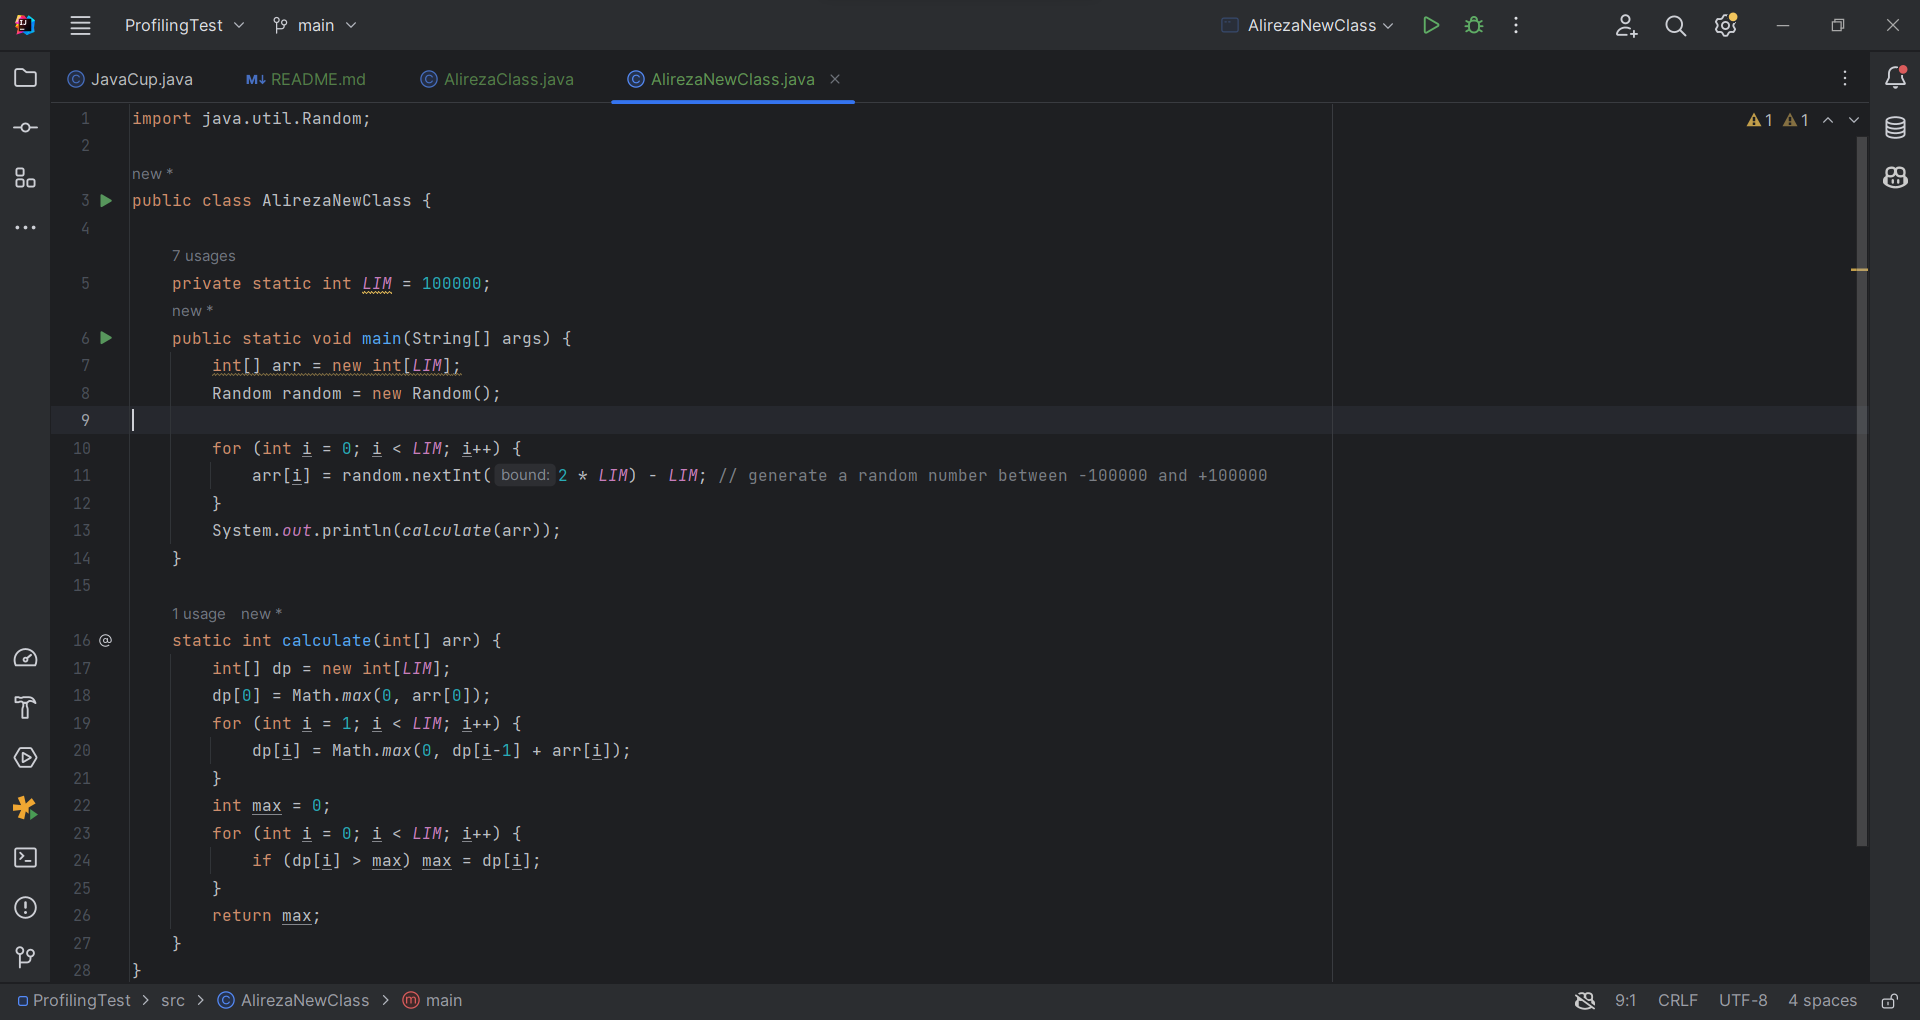 ProfilingTest main AlirezaNewClass
JavaCup.java README.md AlirezaClass.java AlirezaNewClass.java
1 import java.util.Random; 1 1
2
new *
3 public class AlirezaNewClass {
4
7 usages
5 private static int LIM = 100000;
new *
6 public static void main(String[] args) {
7 int[] arr = new int[LIM];
8 Random random = new Random();
9
10 for (int i = 0; i < LIM; i++) {
11 arr[i] = random.nextInt( bound: 2 * LIM) - LIM; // generate a random number between -100000 and +100000
12 }
13 System.out.println(calculate(arr));
14 }
15
1 usage new *
16 @ static int calculate(int[] arr) {
17 int[] dp = new int[LIM];
18 dp[0] = Math.max(0, arr[0]);
19 for (int i = 1; i < LIM; i++) {
20 dp[i] = Math.max(0, dp[i-1] + arr[i]);
21 }
22 int max = 0;
23 for (int i = 0; i < LIM; i++) {
24 if (dp[i] > max) max = dp[i];
25 }
26 return max;
27 }
28 }
ProfilingTest > src > AlirezaNewClass > main 9:1 CRLF UTF-8 4 spaces